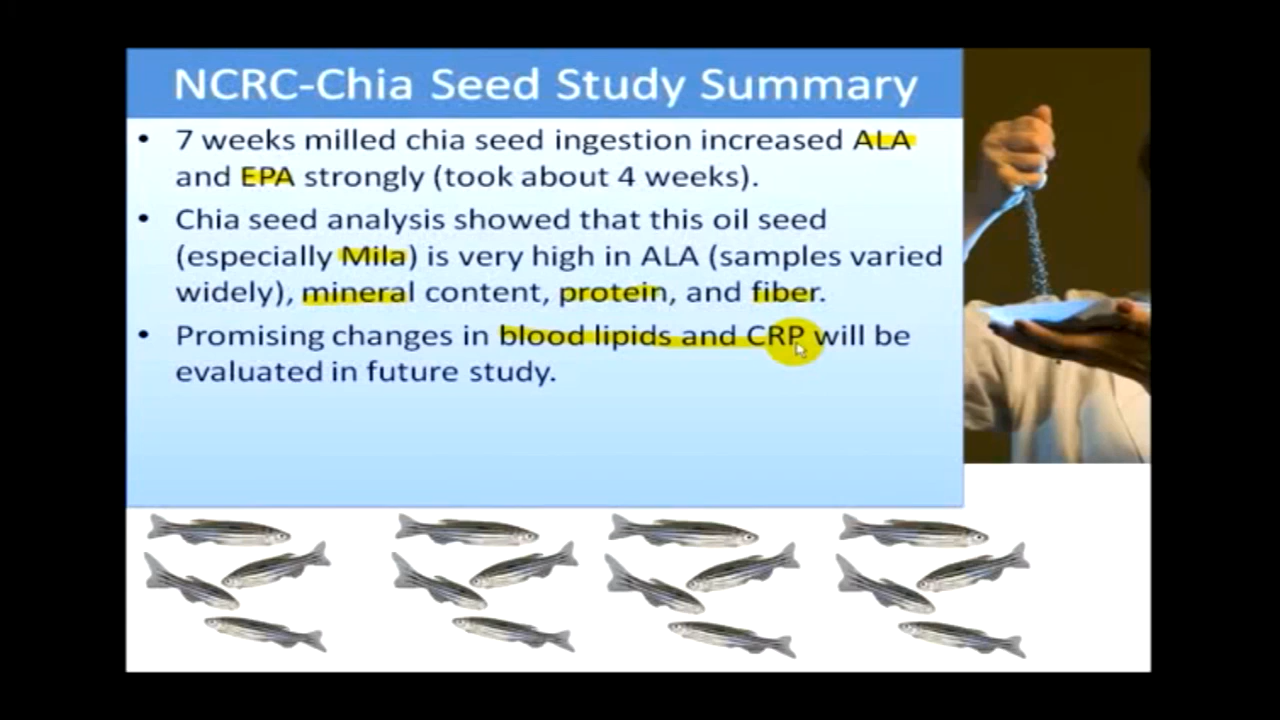 NCRC-Chia Seed Study Summary
• 7 weeks milled chia seed ingestion increased ALA
and EPA strongly (took about 4 weeks).
• Chia seed analysis showed that this oil seed
(especially Mila) is very high in ALA (samples varied
widely), mineral content, protein, and fiber.
• Promising changes in blood lipids and CRP will be
evaluated in future study.